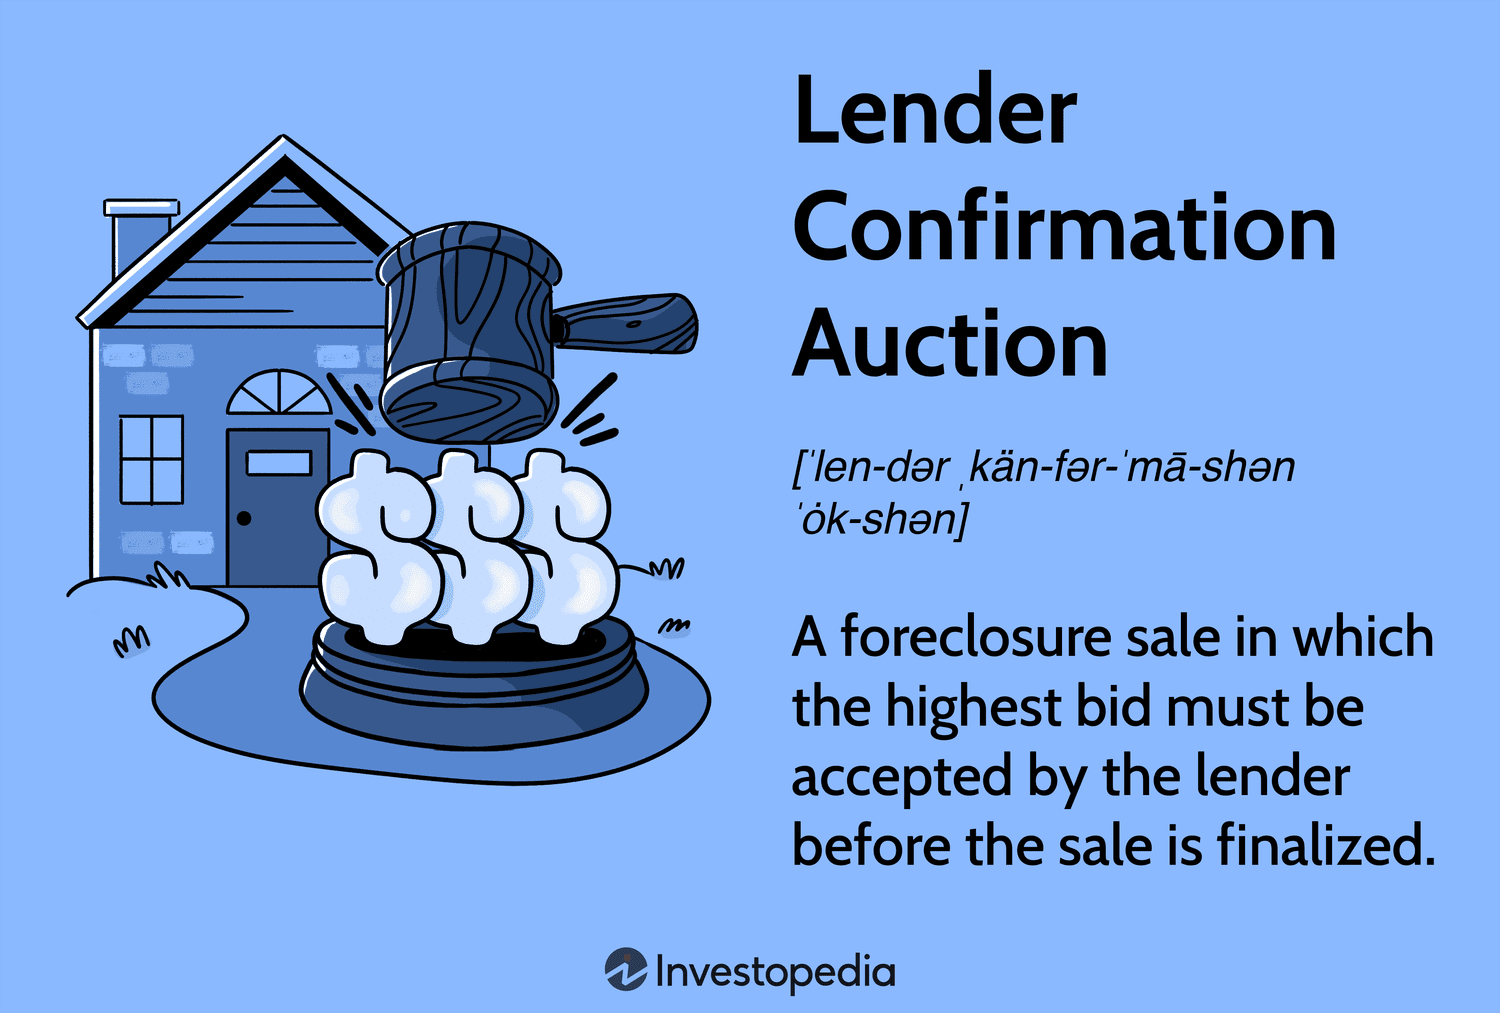 Lender
Confirmation
Auction
[ˈlen-dər ˌkän-fər-ˈmā-shən
ˈȯk-shən]
A foreclosure sale in which
the highest bid must be
accepted by the lender
before the sale is finalized.
Investopedia